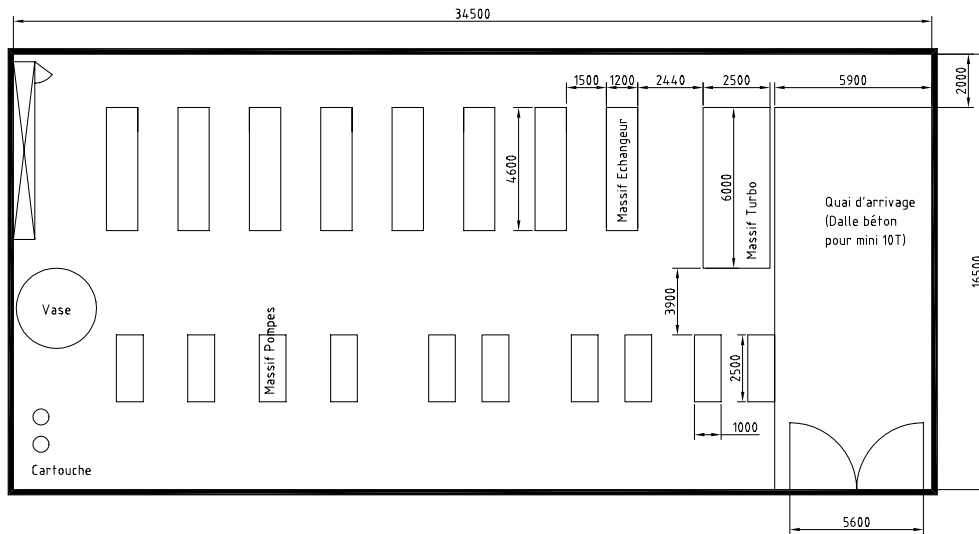 34500
1500
1200
2440
2500
5900
2000
4600
Massif Echangeur
6000
Massif Turbo
Quai d'arrivage
(Dalle béton
pour mini 10T)
16500
3900
Vase
Massif Pompes
2500
1000
Cartouche
5600